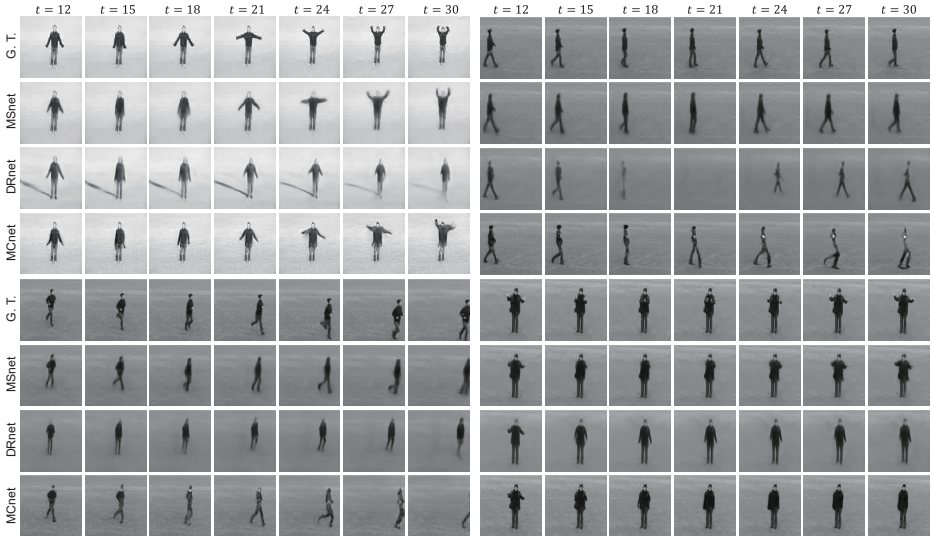 t = 12 t = 15 t = 18 t = 21 t = 24 t = 27 t = 30 t = 12 t = 15 t = 18 t = 21 t = 24 t = 27 t = 30
G. T.
MSnet
DRnet
MCnet
G. T.
MSnet
DRnet
MCnet